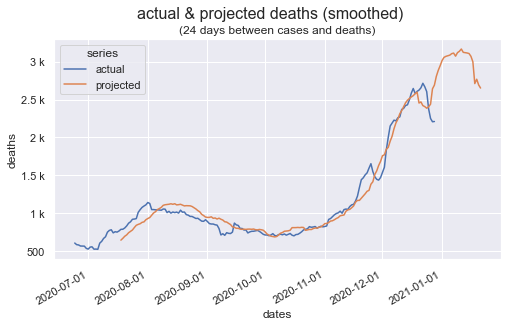 actual & projected deaths (smoothed)
(24 days between cases and deaths)
series
actual
projected
3 k
2.5 k
2 k
1.5 k
1 k
500
deaths
2020-07-01
2020-08-01
2020-09-01
2020-10-01
2020-11-01
2020-12-01
2021-01-01
dates